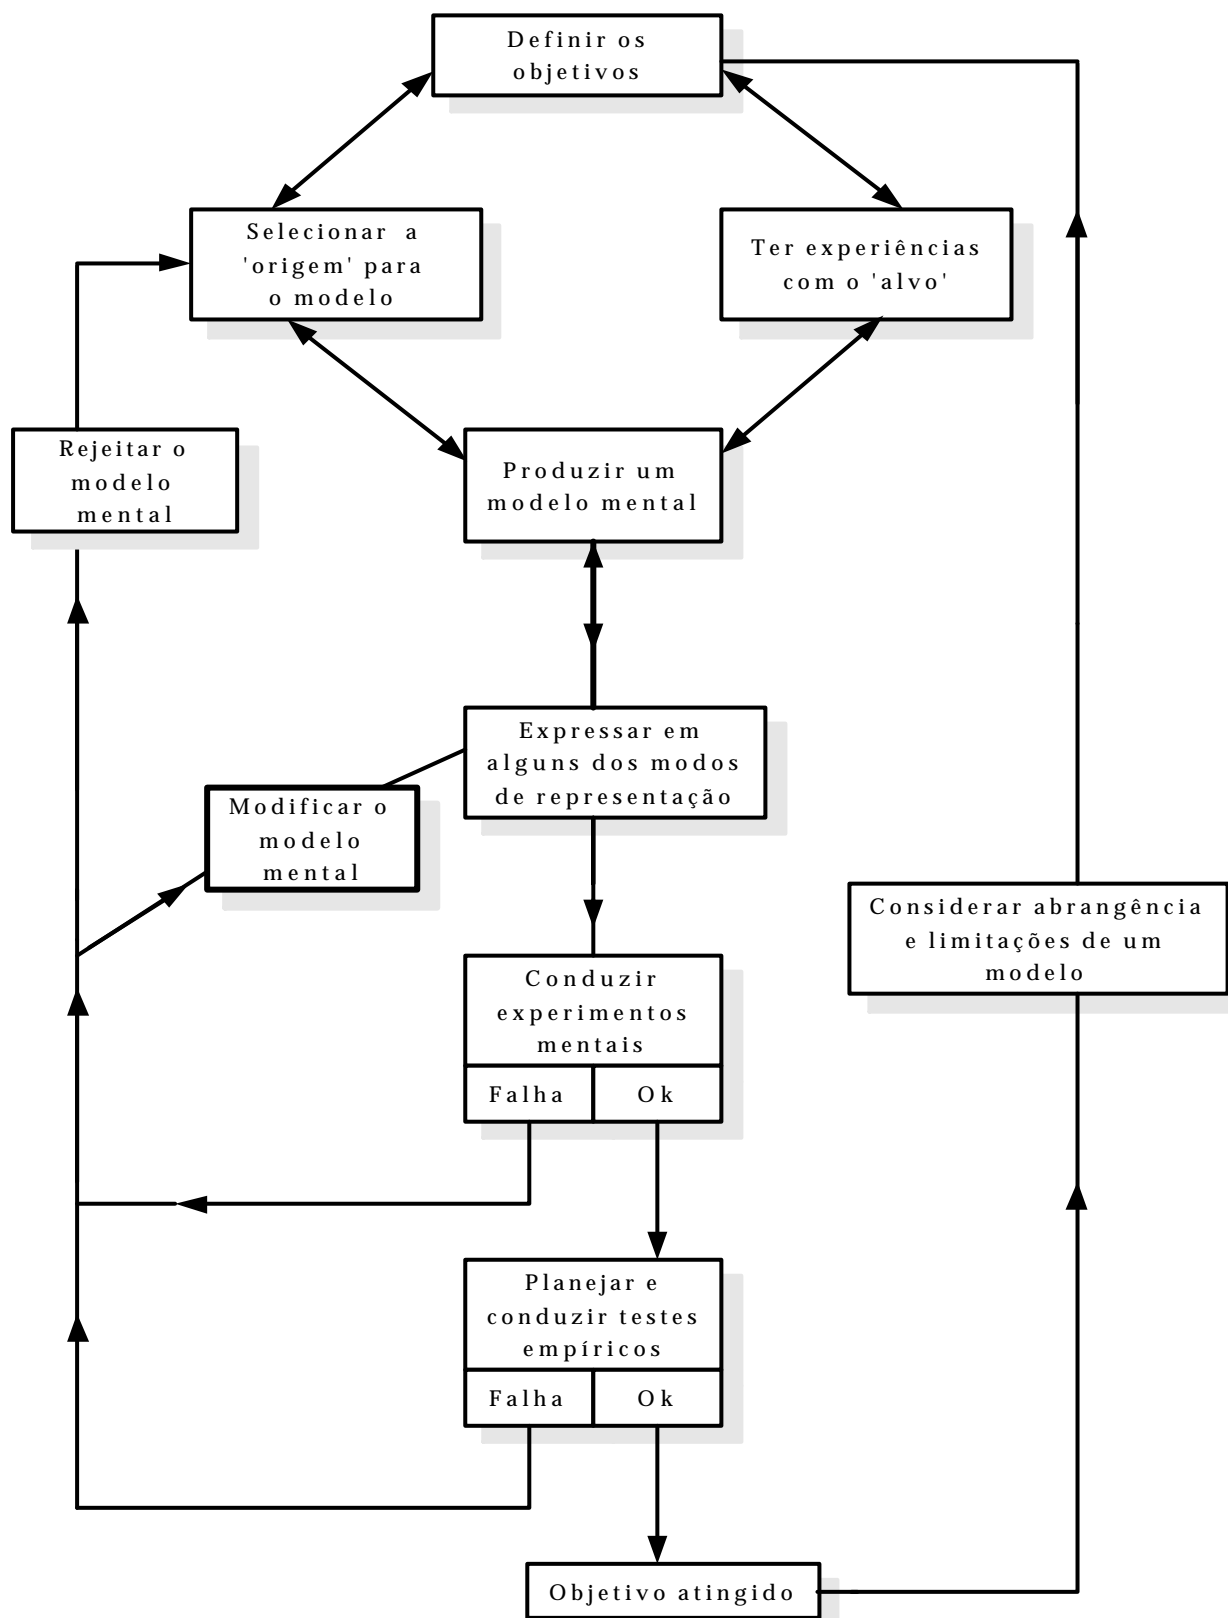 Definir os
objetivos
Selecionar a
'origem' para
o modelo
Ter experiências
com o 'alvo'
Rejeitar o
modelo
mental
Produzir um
modelo mental
Expressar em
alguns dos modos
de representação
Modificar o
modelo
mental
Considerar abrangência
e limitações de um
modelo
Conduzir
experimentos
mentais
Falha Ok
Planejar e
conduzir testes
empíricos
Falha Ok
Objetivo atingido